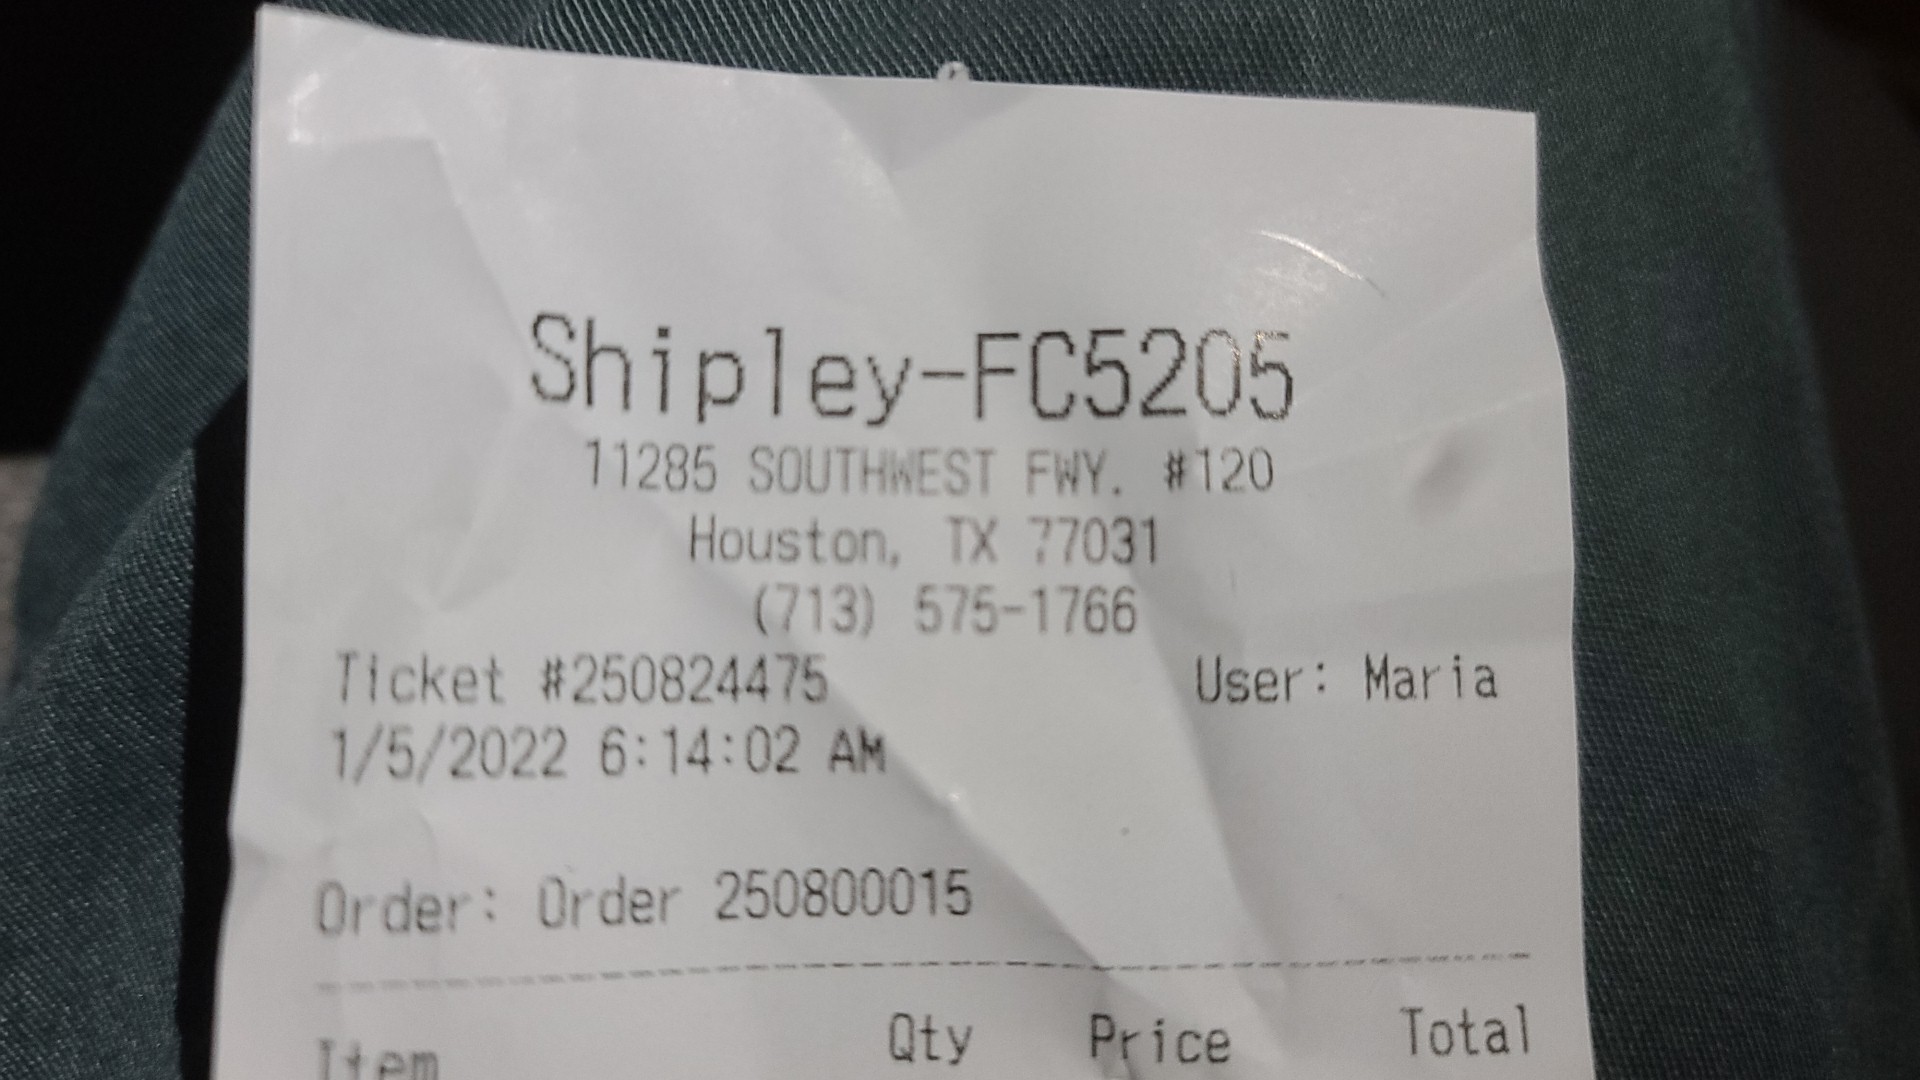 Shipley-FC5205
11285 SOUTHWEST FWY. #120
Houston, TX 77031
(713) 575-1766
Ticket #250824475 User: Maria
1/5/2022 6:14:02 AM
Order: Order 250800015
Item Qty Price Total